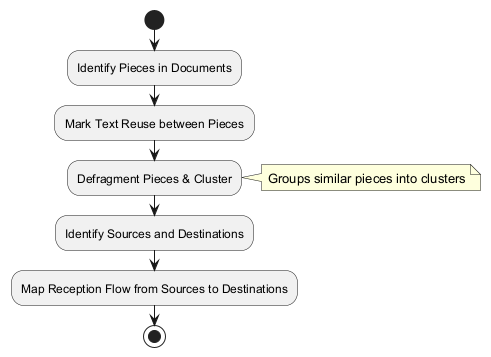 Identify Pieces in Documents
Mark Text Reuse between Pieces
Defragment Pieces & Cluster
Groups similar pieces into clusters
Identify Sources and Destinations
Map Reception Flow from Sources to Destinations